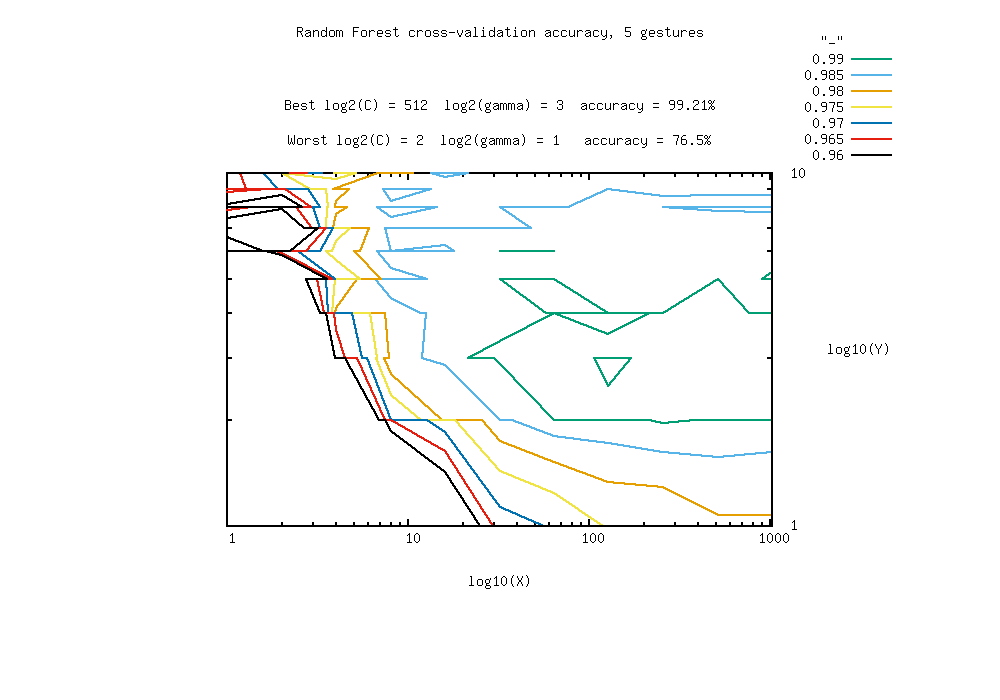 Random Forest cross-validation accuracy, 5 gestures
"_"
0.99
0.985
0.98
0.975
0.97
0.965
0.96
Best log2(C) = 512  log2(gamma) = 3  accuracy = 99.21%
Worst log2(C) = 2  log2(gamma) = 1   accuracy = 76.5%
10
log10(Y)
1
1 10 100 1000
log10(X)